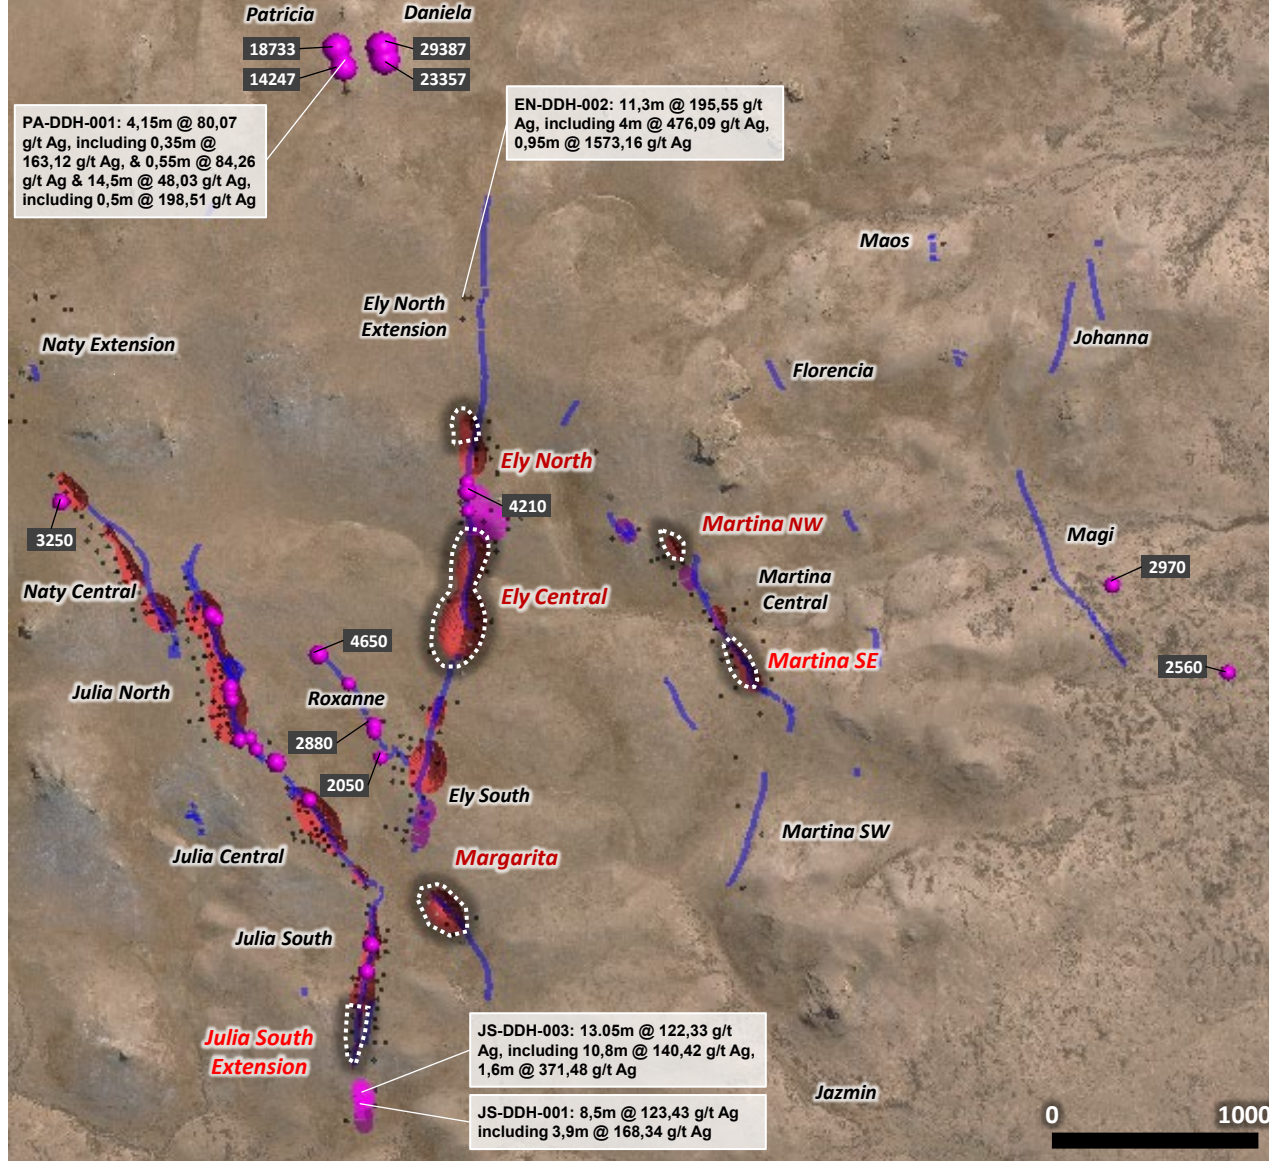 Patricia
Daniela
18733
29387
14247
23357
PA-DDH-001: 4,15m @ 80,07
g/t Ag, including 0,35m @
163,12 g/t Ag, & 0,55m @ 84,26
g/t Ag & 14,5m @ 48,03 g/t Ag,
including 0,5m @ 198,51 g/t Ag
EN-DDH-002: 11,3m @ 195,55 g/t
Ag, including 4m @ 476,09 g/t Ag,
0,95m @ 1573,16 g/t Ag
Maos
Ely North
Extension
Naty Extension
Johanna
Florencia
Ely North
4210
Martina NW
3250
Magi
2970
Naty Central
Ely Central
Martina
Central
4650
Martina SE
2560
Julia North
Roxanne
2880
2050
Ely South
Martina SW
Julia Central
Margarita
Julia South
Julia South
Extension
JS-DDH-003: 13.05m @ 122,33 g/t
Ag, including 10,8m @ 140,42 g/t Ag,
1,6m @ 371,48 g/t Ag
JS-DDH-001: 8,5m @ 123,43 g/t Ag
including 3,9m @ 168,34 g/t Ag
Jazmin
0 1000